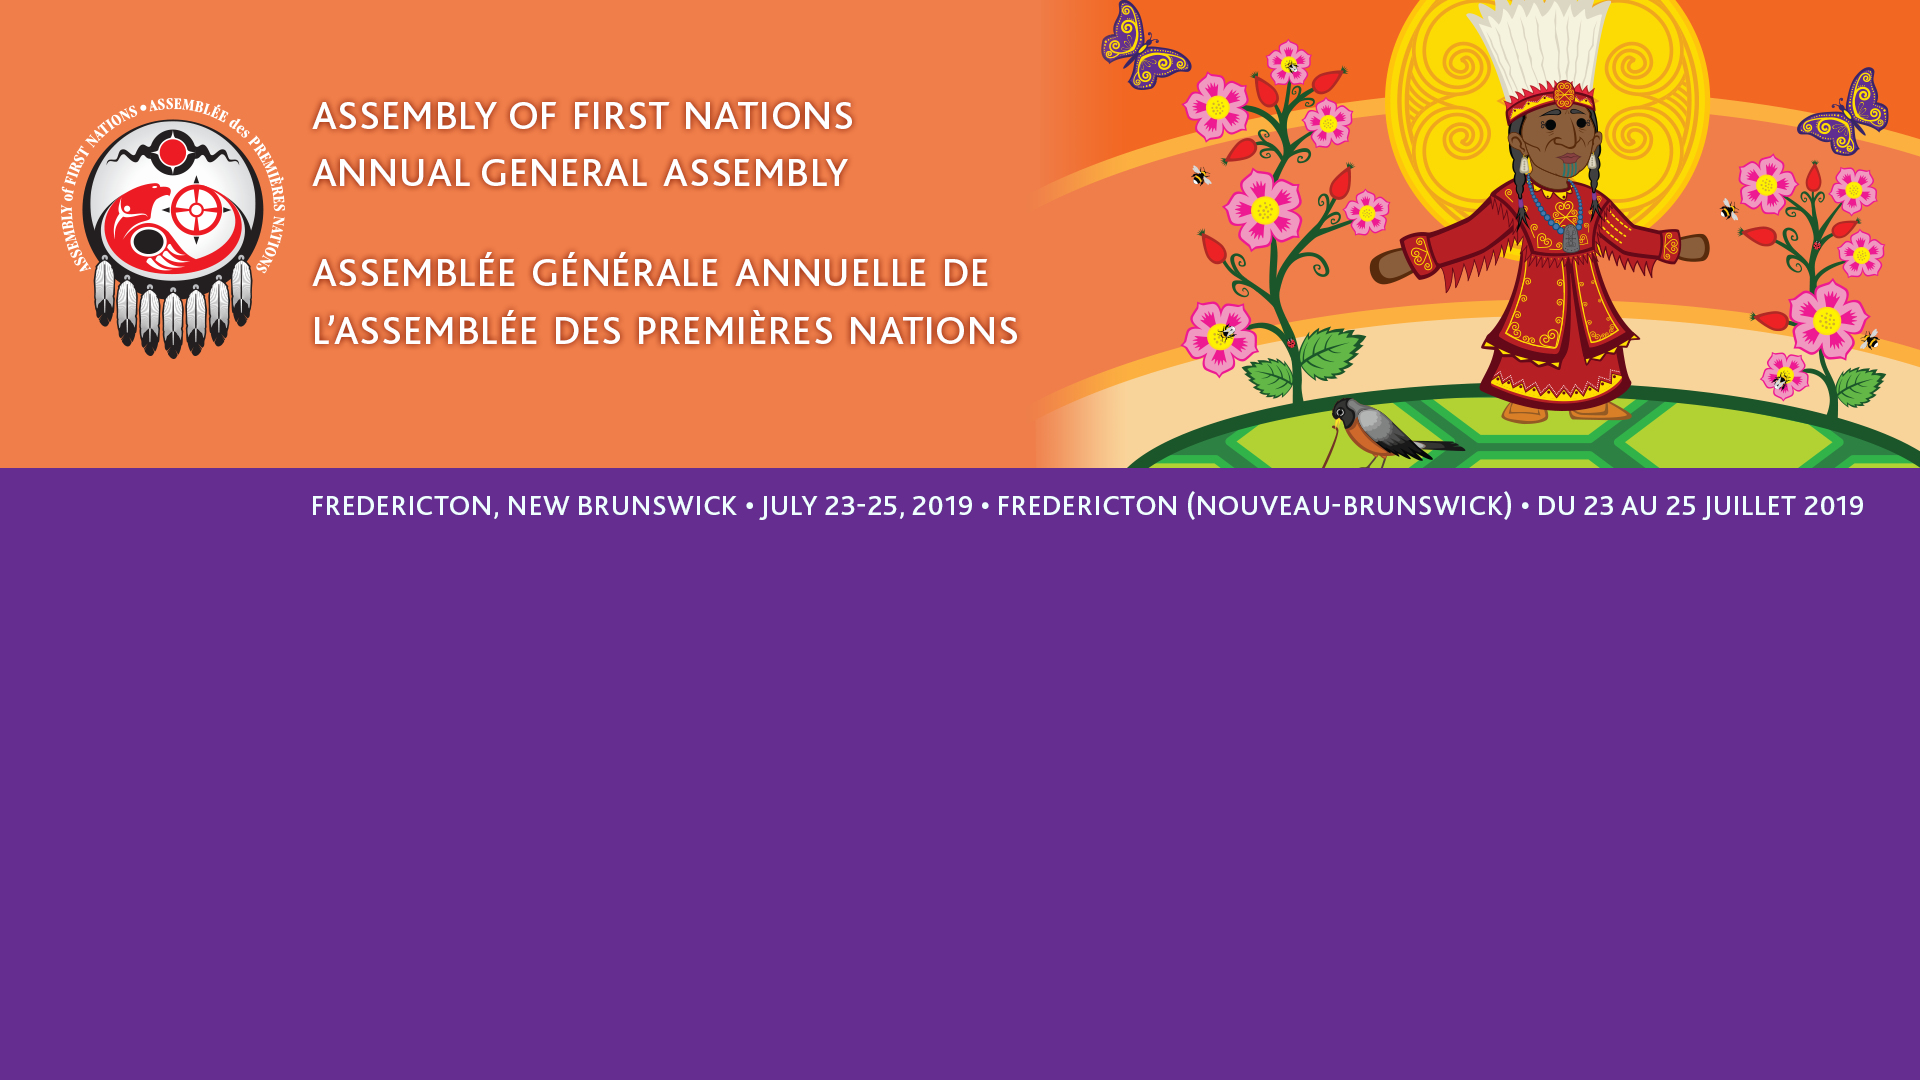 ASSEMBLY of FIRST NATIONS • ASSEMBLÉE des PREMIÈRES NATIONS
ASSEMBLY OF FIRST NATIONS
ANNUAL GENERAL ASSEMBLY
ASSEMBLÉE GÉNÉRALE ANNUELLE DE
L’ASSEMBLÉE DES PREMIÈRES NATIONS
FREDERICTON, NEW BRUNSWICK • JULY 23-25, 2019 • FREDERICTON (NOUVEAU-BRUNSWICK) • DU 23 AU 25 JUILLET 2019